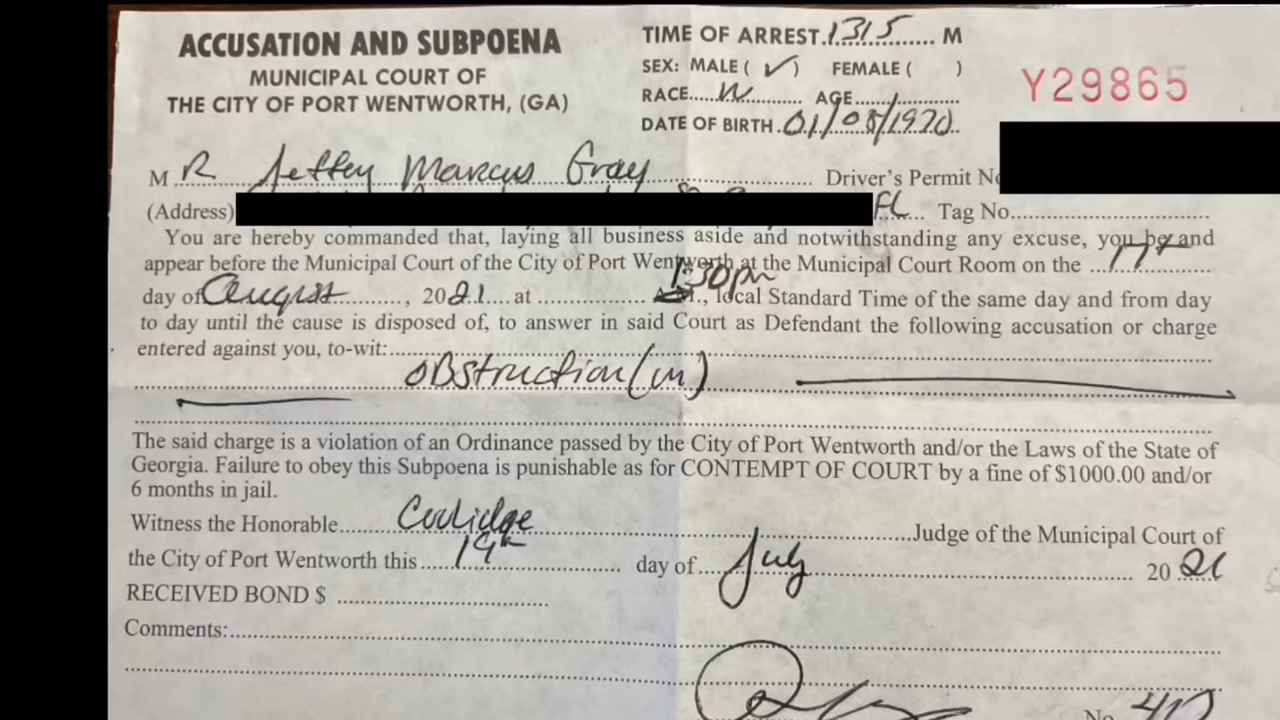 ACCUSATION AND SUBPOENA
MUNICIPAL COURT OF
THE CITY OF PORT WENTWORTH, (GA)
TIME OF ARREST. 1315 M
SEX: MALE ( ✓ ) FEMALE ( )
RACE W AGE
DATE OF BIRTH. 01/08/1970
Y29865
M R Jeffey Marcus Gray Driver's Permit No
(Address) FL Tag No.
You are hereby commanded that, laying all business aside and notwithstanding any excuse, you be and
appear before the Municipal Court of the City of Port Wentworth at the Municipal Court Room on the
day of August, 2021 at 1:30pm local Standard Time of the same day and from day
to day until the cause is disposed of, to answer in said Court as Defendant the following accusation or charge
entered against you, to-wit:
OBstruction (m)
The said charge is a violation of an Ordinance passed by the City of Port Wentworth and/or the Laws of the State of
Georgia. Failure to obey this Subpoena is punishable as for CONTEMPT OF COURT by a fine of $1000.00 and/or
6 months in jail.
Witness the Honorable Coolidge Judge of the Municipal Court of
the City of Port Wentworth this 19th day of July 2021
RECEIVED BOND $
Comments:
No